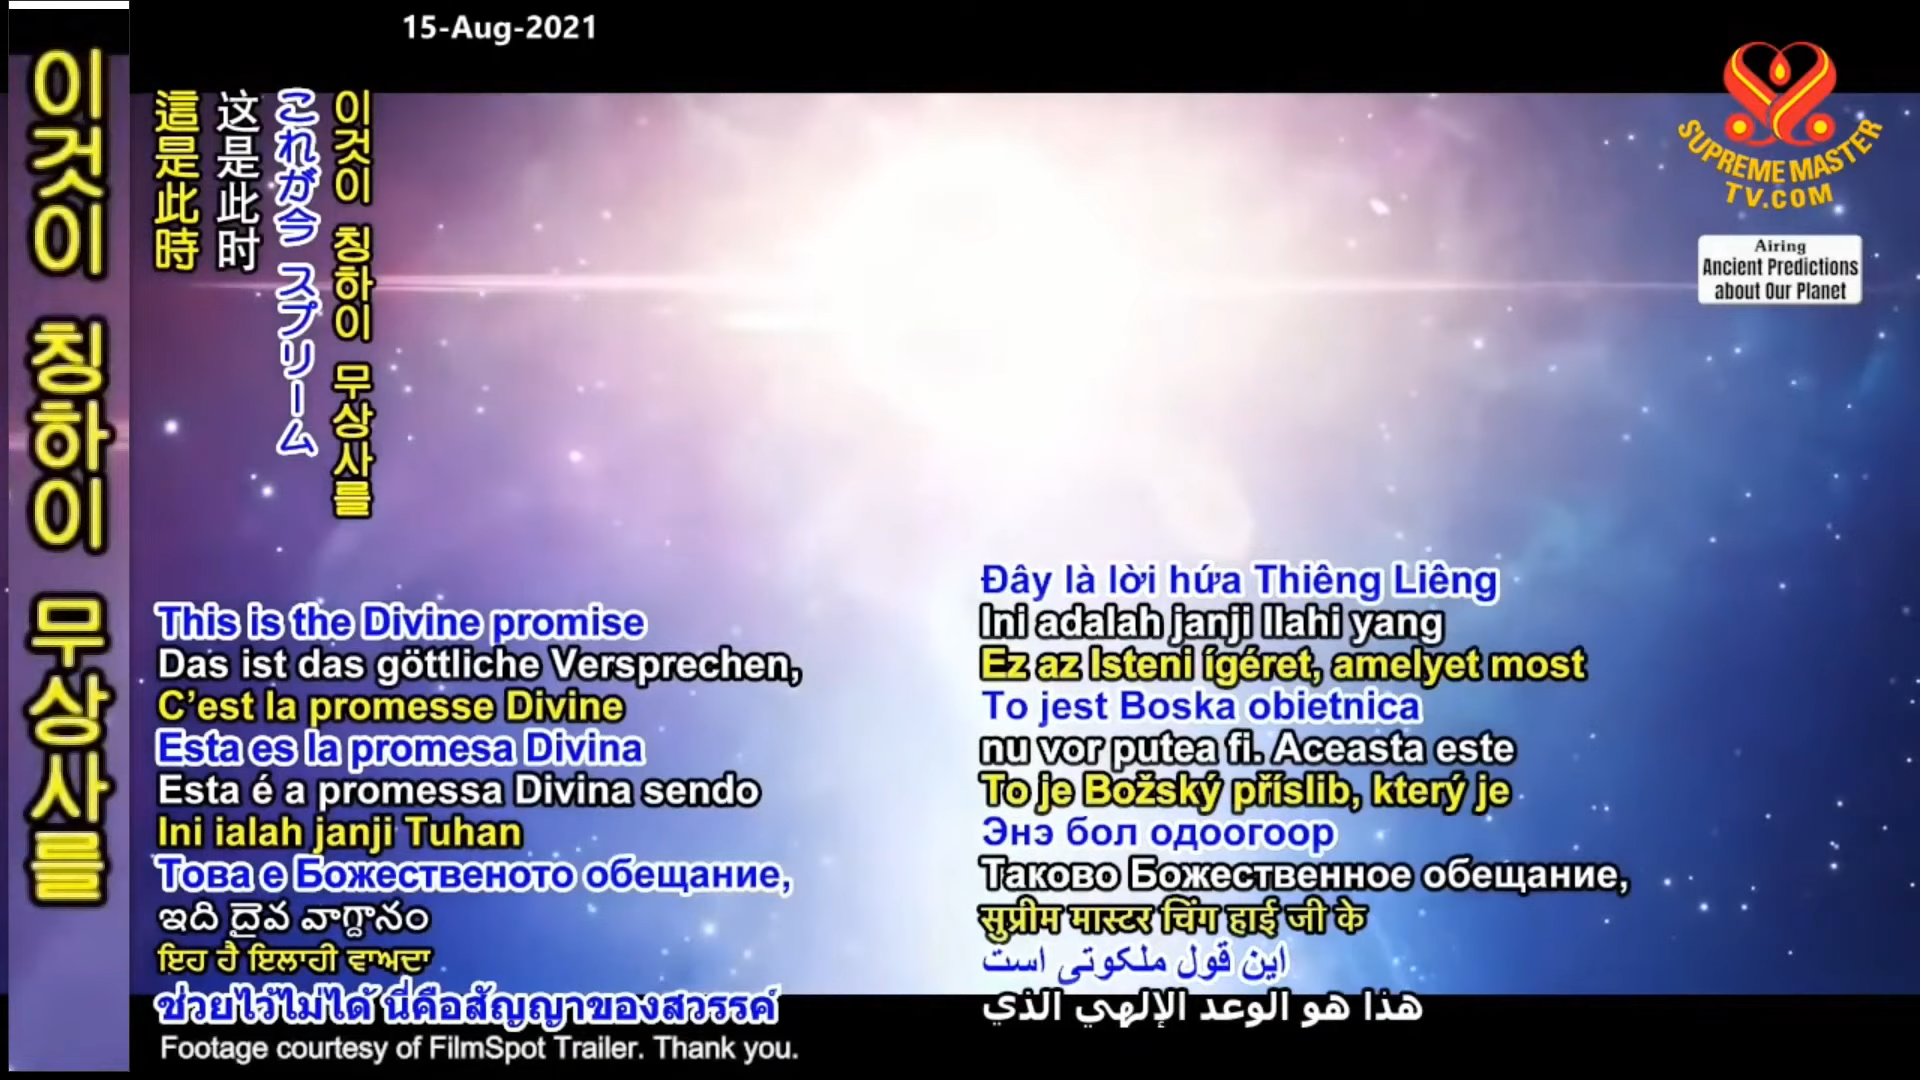 15-Aug-2021
이것이 칭하이 무상사를
這是此時
这是此时
これが今 スプリーム
이것이 칭하이 무상사를
SUPREME MASTER
TV.COM
Airing
Ancient Predictions
about Our Planet
This is the Divine promise
Das ist das göttliche Versprechen,
C’est la promesse Divine
Esta es la promesa Divina
Esta é a promessa Divina sendo
Ini ialah janji Tuhan
Това е Божественото обещание,
ఇది దైవ వాగ్దానం
ਇਹ ਹੈ ਇਲਾਹੀ ਵਾਅਦਾ
ช่วยไว้ไม่ได้ นี่คือสัญญาของสวรรค์
Đây là lời hứa Thiêng Liêng
Ini adalah janji Ilahi yang
Ez az Isteni ígéret, amelyet most
To jest Boska obietnica
nu vor putea fi. Aceasta este
To je Božský příslib, který je
Энэ бол одоогоор
Таково Божественное обещание,
सुप्रीम मास्टर चिंग हाई जी के
این قول ملکوتی است
هذا هو الوعد الإلهي الذي
Footage courtesy of FilmSpot Trailer. Thank you.